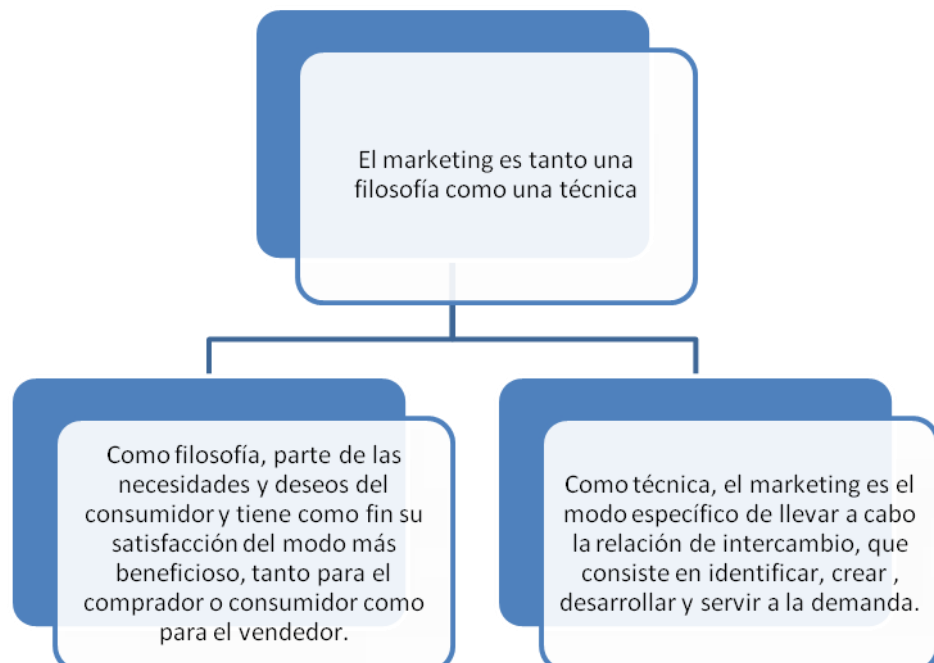 El marketing es tanto una
filosofía como una técnica
Como filosofía, parte de las
necesidades y deseos del
consumidor y tiene como fin su
satisfacción del modo más
beneficioso, tanto para el
comprador o consumidor como
para el vendedor.
Como técnica, el marketing es el
modo específico de llevar a cabo
la relación de intercambio, que
consiste en identificar, crear ,
desarrollar y servir a la demanda.